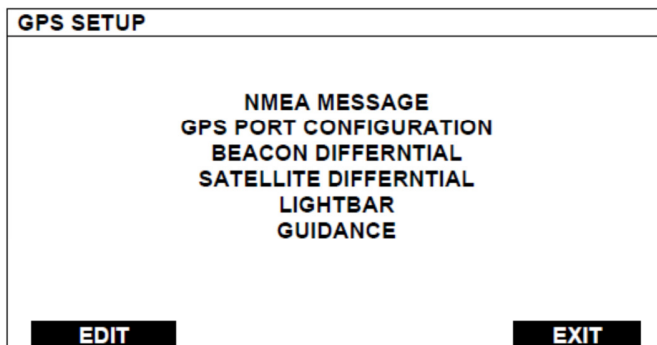 GPS SETUP
NMEA MESSAGE
GPS PORT CONFIGURATION
BEACON DIFFERNTIAL
SATELLITE DIFFERNTIAL
LIGHTBAR
GUIDANCE
EDIT
EXIT